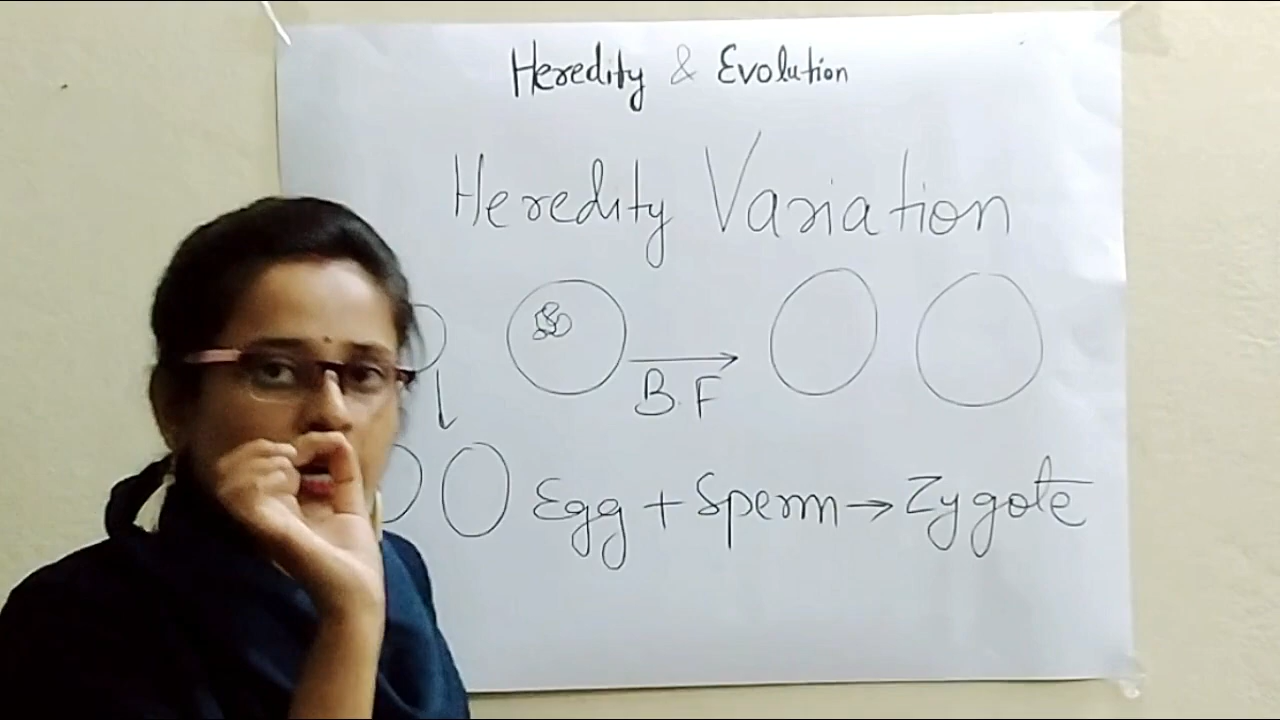 Heredity & Evolution
Heredity Variation
B.F
Egg + Sperm → Zygote